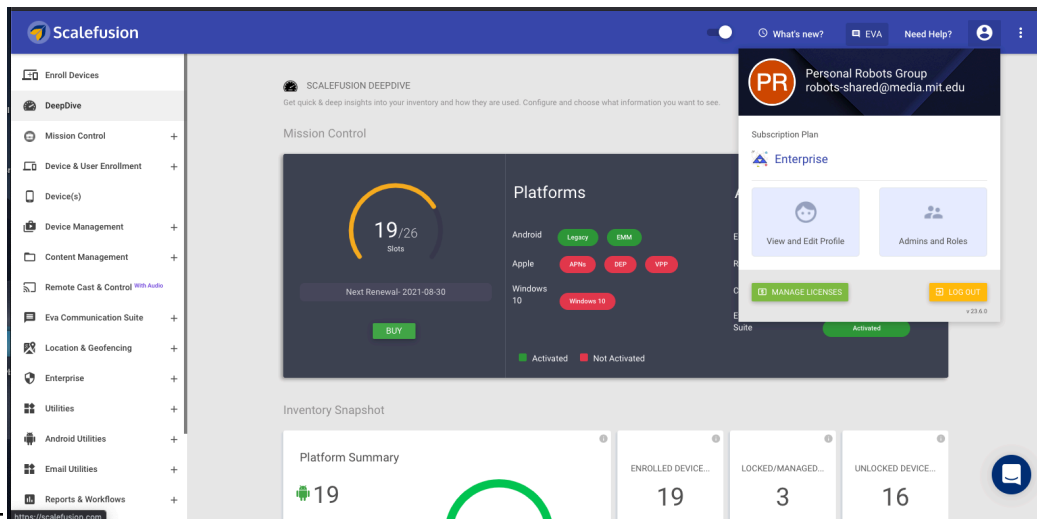 Scalefusion
What's new?
EVA
Need Help?
Enroll Devices
DeepDive
Mission Control
Device & User Enrollment
Device(s)
Device Management
Content Management
Remote Cast & Control With Audio
Eva Communication Suite
Location & Geofencing
Enterprise
Utilities
Android Utilities
Email Utilities
Reports & Workflows
https://scalefusion.com
SCALEFUSION DEEPDIVE
Get quick & deep insights into your inventory and how they are used. Configure and choose what information you want to see.
Mission Control
19/26
Slots
Next Renewal- 2021-08-30
BUY
Platforms
Android Legacy EMM
Apple APNs DEP VPP
Windows 10 Windows 10
Activated Not Activated
Suite Activated
PR
Personal Robots Group
robots-shared@media.mit.edu
Subscription Plan
Enterprise
View and Edit Profile
Admins and Roles
MANAGE LICENSES
LOG OUT
v 23.6.0
Inventory Snapshot
Platform Summary
19
ENROLLED DEVICE...
19
LOCKED/MANAGED...
3
UNLOCKED DEVICE...
16